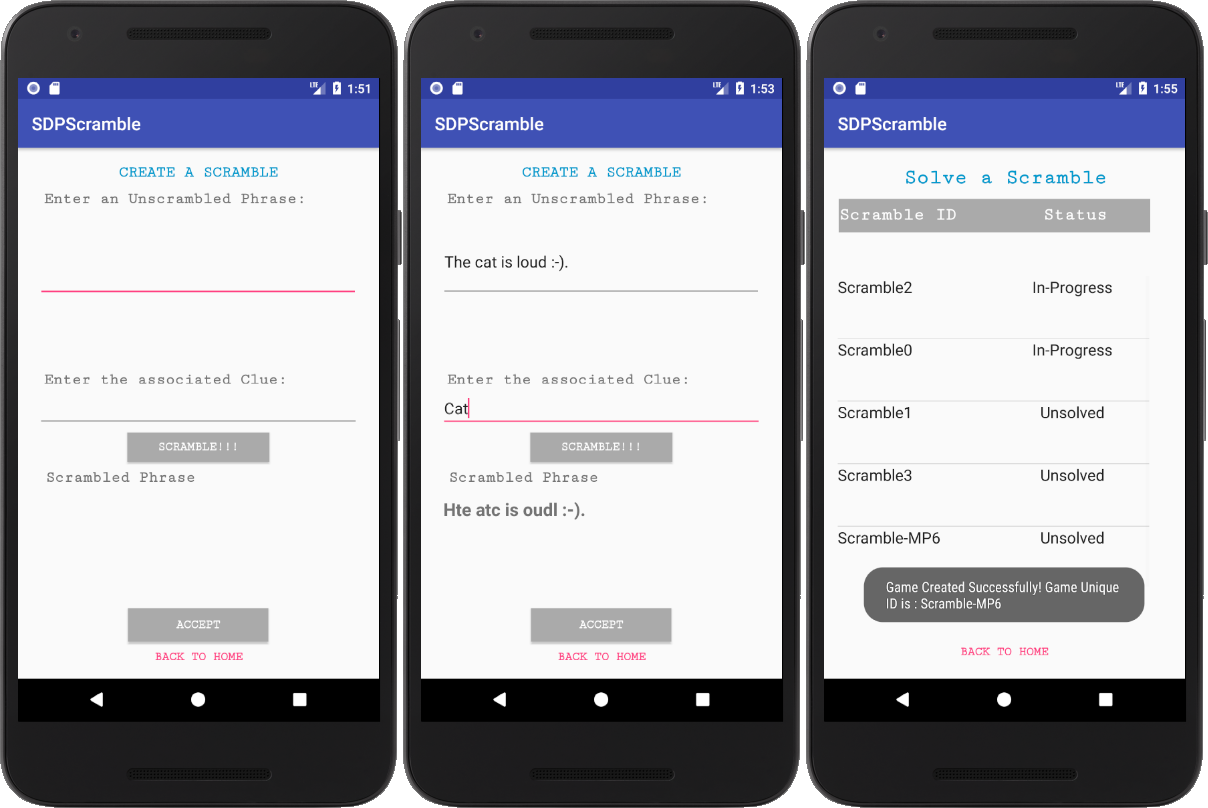 LTE 1:51
SDPScramble
CREATE A SCRAMBLE
Enter an Unscrambled Phrase:
Enter the associated Clue:
SCRAMBLE!!!
Scrambled Phrase
ACCEPT
BACK TO HOME
LTE 1:53
SDPScramble
CREATE A SCRAMBLE
Enter an Unscrambled Phrase:
The cat is loud :-).
Enter the associated Clue:
Cat
SCRAMBLE!!!
Scrambled Phrase
Hte atc is oudl :-).
ACCEPT
BACK TO HOME
LTE 1:55
SDPScramble
Solve a Scramble
Scramble ID Status
Scramble2 In-Progress
Scramble0 In-Progress
Scramble1 Unsolved
Scramble3 Unsolved
Scramble-MP6 Unsolved
Game Created Successfully! Game Unique
ID is : Scramble-MP6
BACK TO HOME